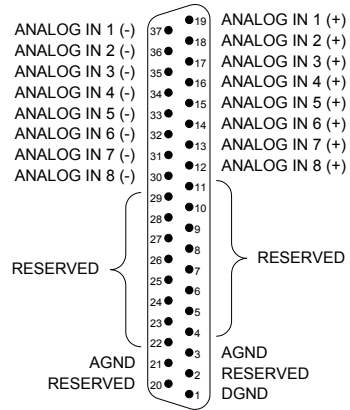 ANALOG IN 1 (-)
ANALOG IN 2 (-)
ANALOG IN 3 (-)
ANALOG IN 4 (-)
ANALOG IN 5 (-)
ANALOG IN 6 (-)
ANALOG IN 7 (-)
ANALOG IN 8 (-)
RESERVED
AGND
RESERVED
37
36
35
34
33
32
31
30
29
28
27
26
25
24
23
22
21
20
19
18
17
16
15
14
13
12
11
10
9
8
7
6
5
4
3
2
1
ANALOG IN 1 (+)
ANALOG IN 2 (+)
ANALOG IN 3 (+)
ANALOG IN 4 (+)
ANALOG IN 5 (+)
ANALOG IN 6 (+)
ANALOG IN 7 (+)
ANALOG IN 8 (+)
RESERVED
AGND
RESERVED
DGND